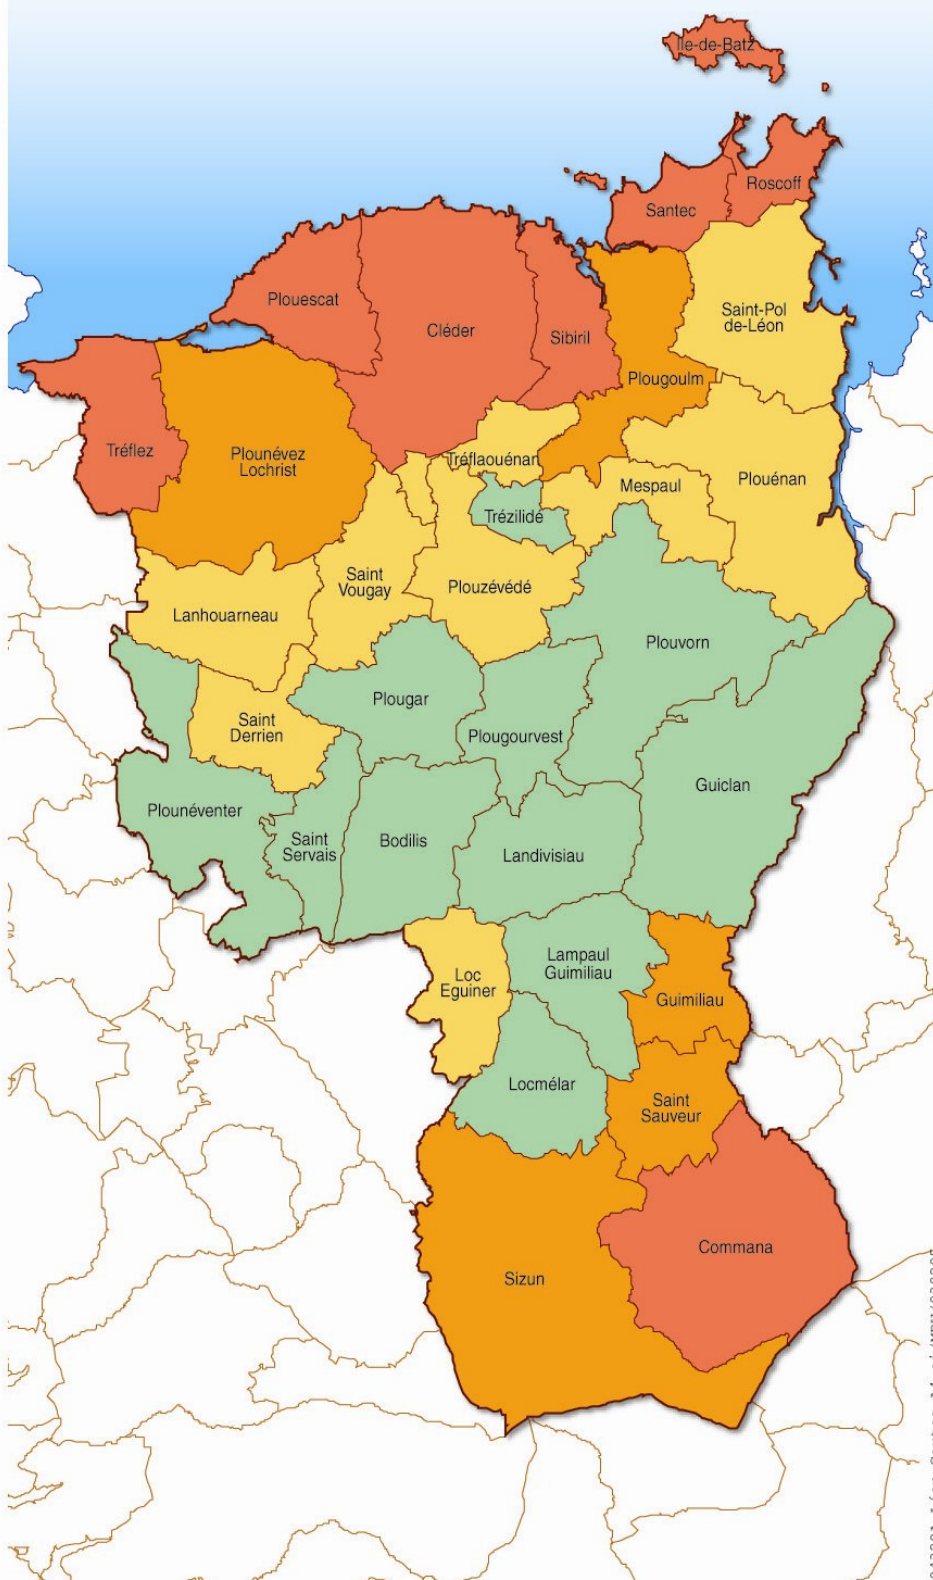 Ile-de-Batz
Roscoff
Santec
Plouescat
Cléder
Sibiril
Saint-Pol
de-Léon
Plougoulm
Tréflez
Plounévez
Lochrist
Tréflaouénan
Mespaul
Plouénan
Trézilidé
Saint
Vougay
Plouzévédé
Lanhouarneau
Plouvorn
Plougar
Saint
Derrien
Plougourvest
Guiclan
Plounéventer
Saint
Servais
Bodilis
Landivisiau
Loc
Eguiner
Lampaul
Guimiliau
Guimiliau
Locmélar
Saint
Sauveur
Commana
Sizun